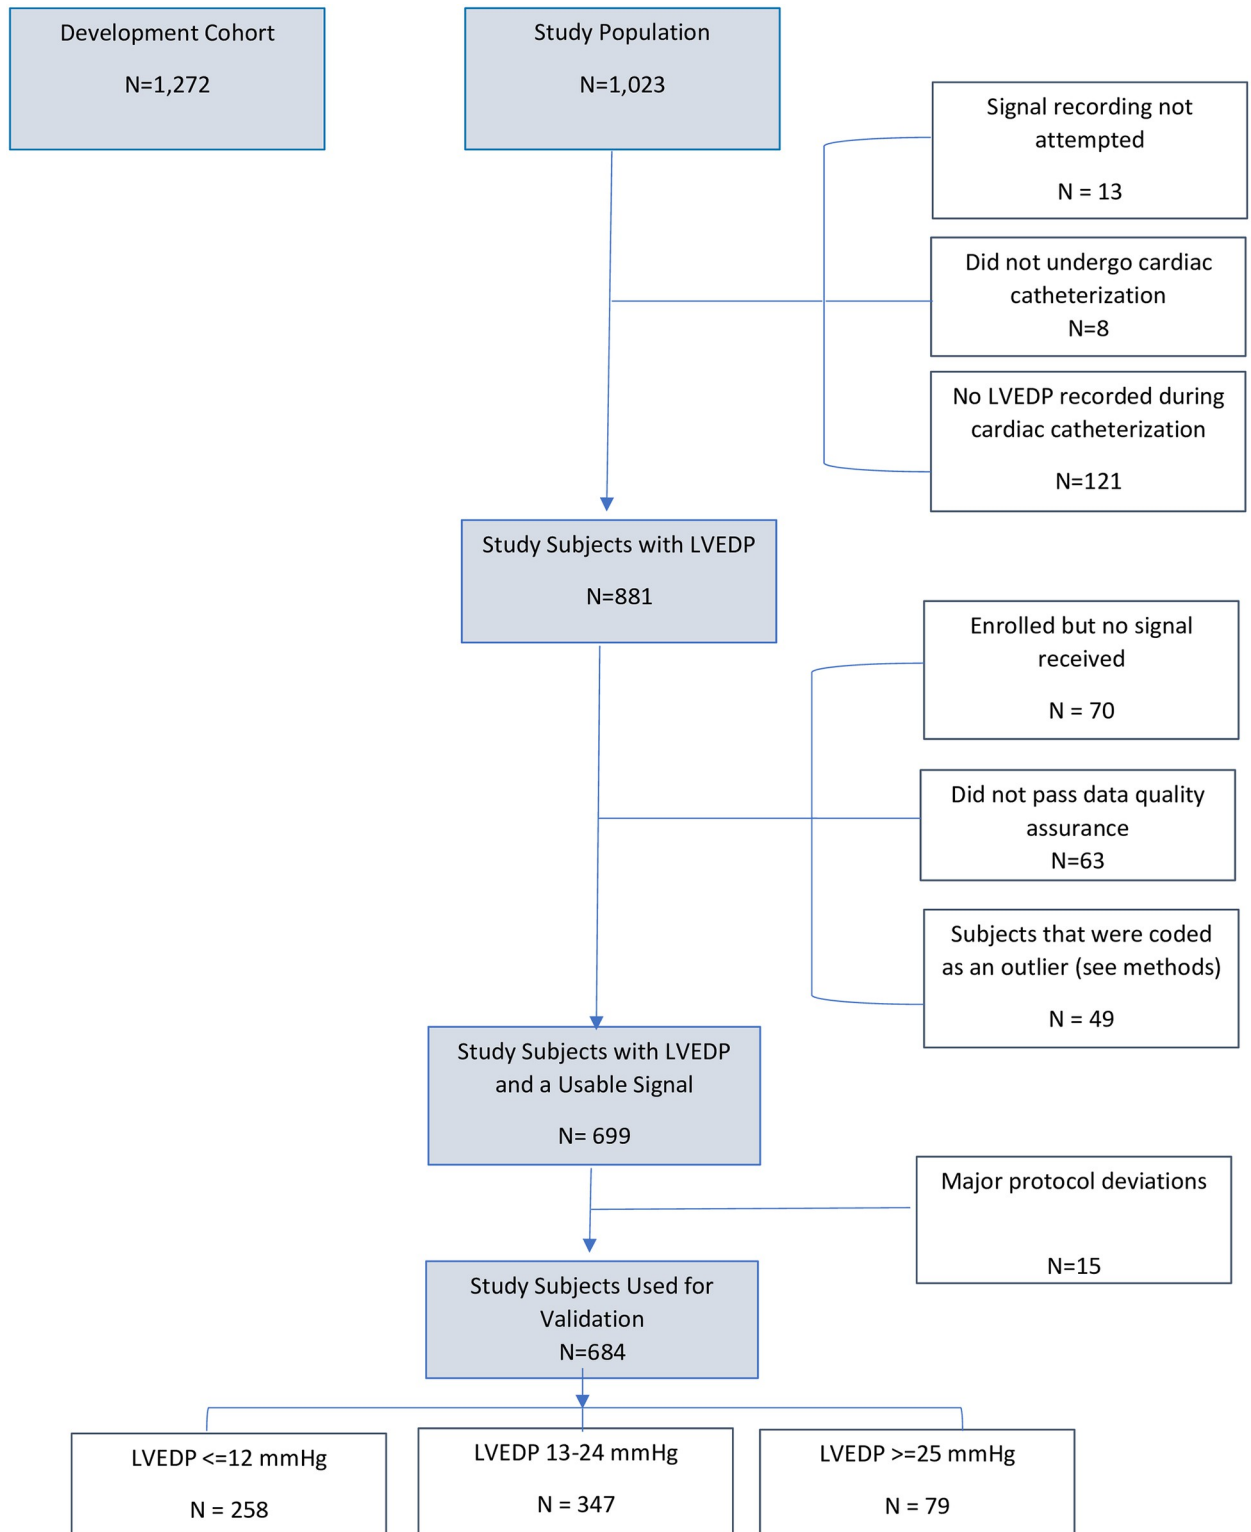 Development Cohort
N=1,272
Study Population
N=1,023
Signal recording not
attempted
N = 13
Did not undergo cardiac
catheterization
N=8
No LVEDP recorded during
cardiac catheterization
N=121
Study Subjects with LVEDP
N=881
Enrolled but no signal
received
N = 70
Did not pass data quality
assurance
N=63
Subjects that were coded
as an outlier (see methods)
N = 49
Study Subjects with LVEDP
and a Usable Signal
N= 699
Major protocol deviations
N=15
Study Subjects Used for
Validation
N=684
LVEDP <=12 mmHg
N = 258
LVEDP 13-24 mmHg
N = 347
LVEDP >=25 mmHg
N = 79